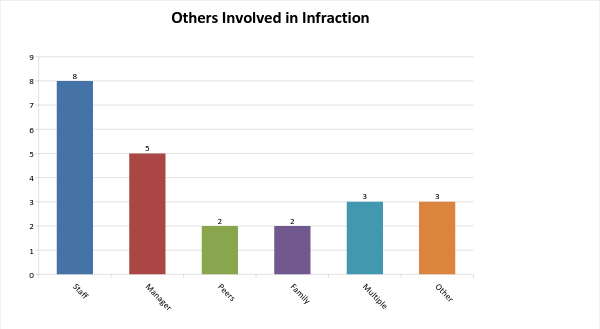 Others Involved in Infraction
9
8
7
6
5
4
3
2
1
0
8
5
2
2
3
3
Staff
Manager
Peers
Family
Multiple
Other